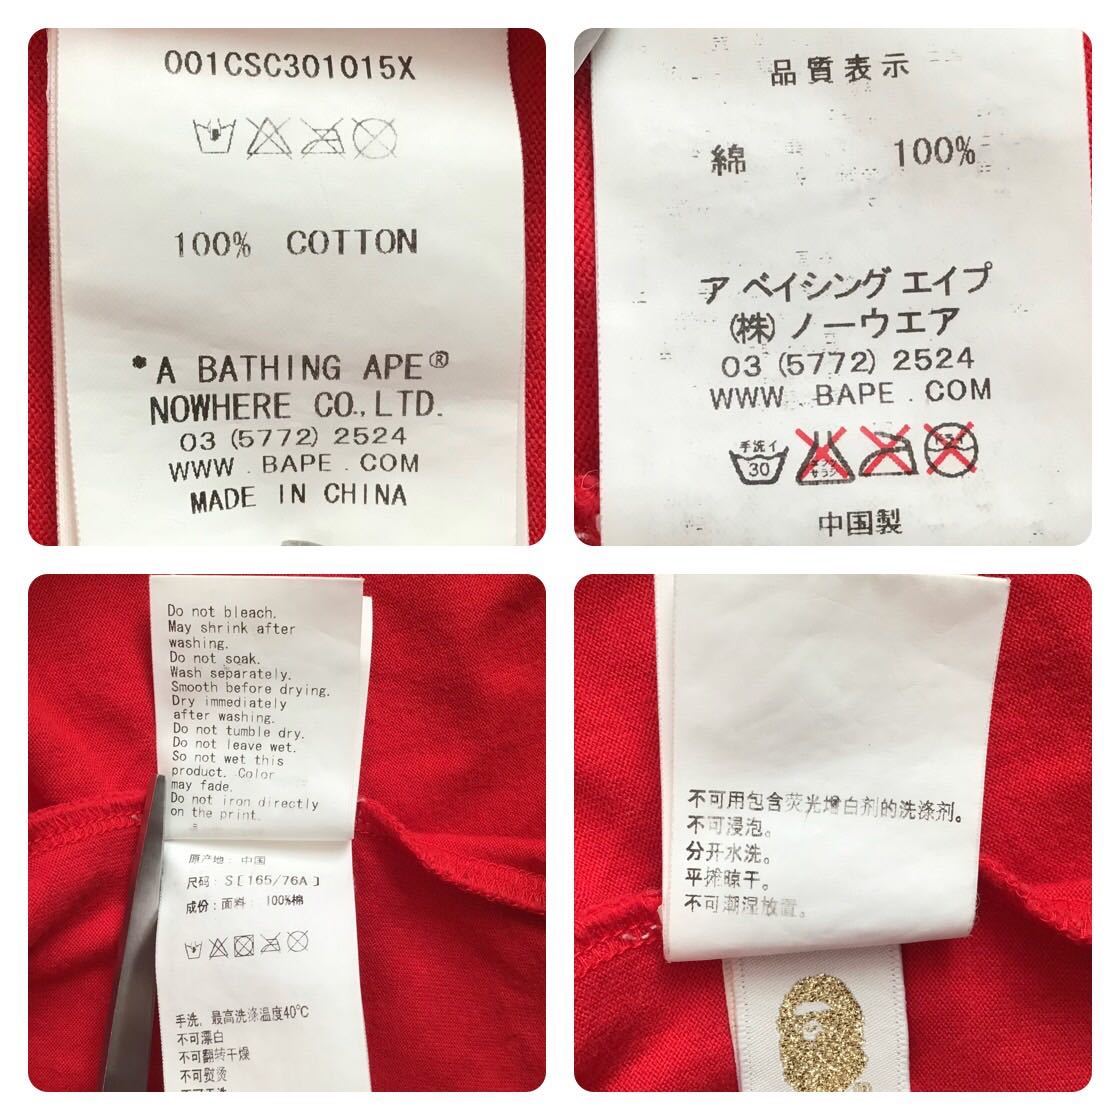 001CSC301015X
100% COTTON
*A BATHING APE®
NOWHERE CO., LTD.
03 (5772) 2524
WWW . BAPE . COM
MADE IN CHINA
品質表示
綿 100%
ア ベイシング エイプ
(株) ノーウエア
03 (5772) 2524
WWW . BAPE . COM
手洗イ
30
中国製
Do not bleach.
May shrink after
washing.
Do not soak.
Wash separately.
Smooth before drying.
Dry immediately
after washing.
Do not tumble dry.
Do not leave wet.
So not wet this
product. Color
may fade.
Do not iron directly
on the print.
原产地: 中国
尺码: S [165/76A]
成份: 面料: 100%棉
手洗, 最高洗涤温度40℃
不可漂白
不可翻转干燥
不可熨烫
不可用包含荧光增白剂的洗涤剂。
不可浸泡。
分开水洗。
平摊晾干。
不可潮湿放置。